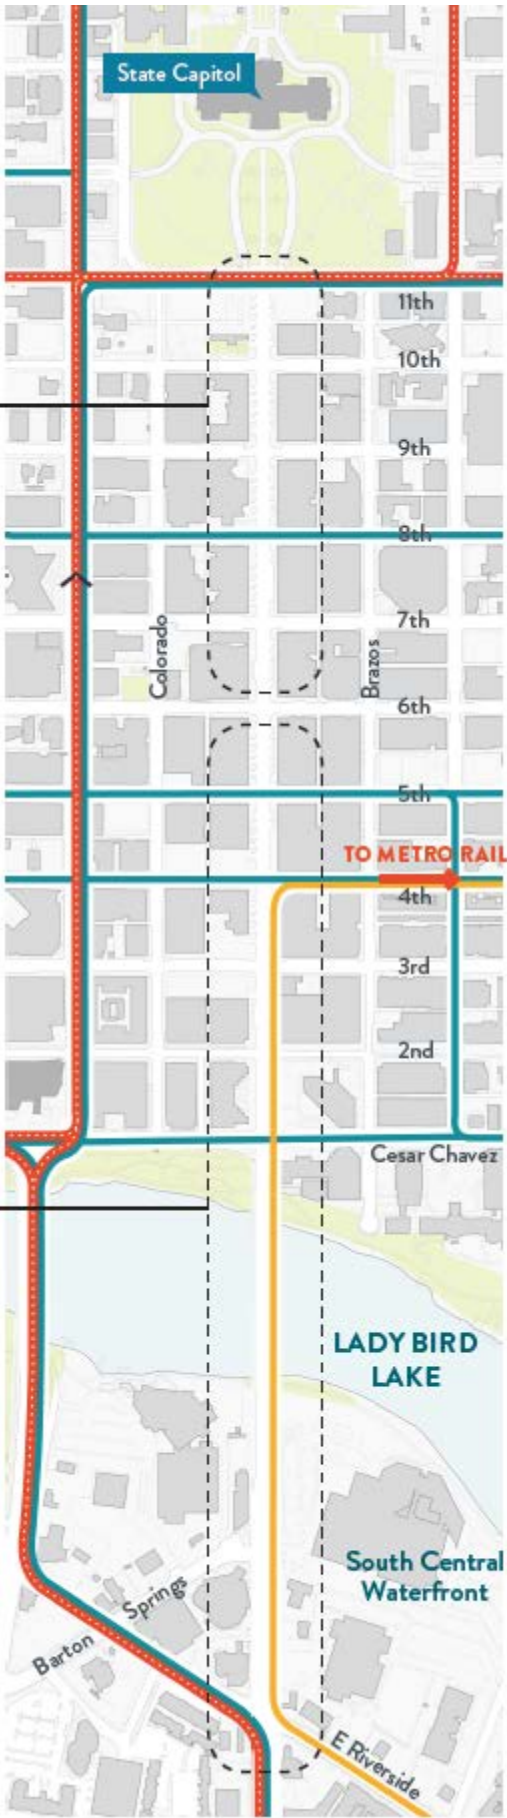 State Capitol
11th
10th
9th
8th
7th
Colorado
Brazos
6th
5th
TO METRO RAIL
4th
3rd
2nd
Cesar Chavez
LADY BIRD
LAKE
South Central
Waterfront
Barton Springs
E Riverside